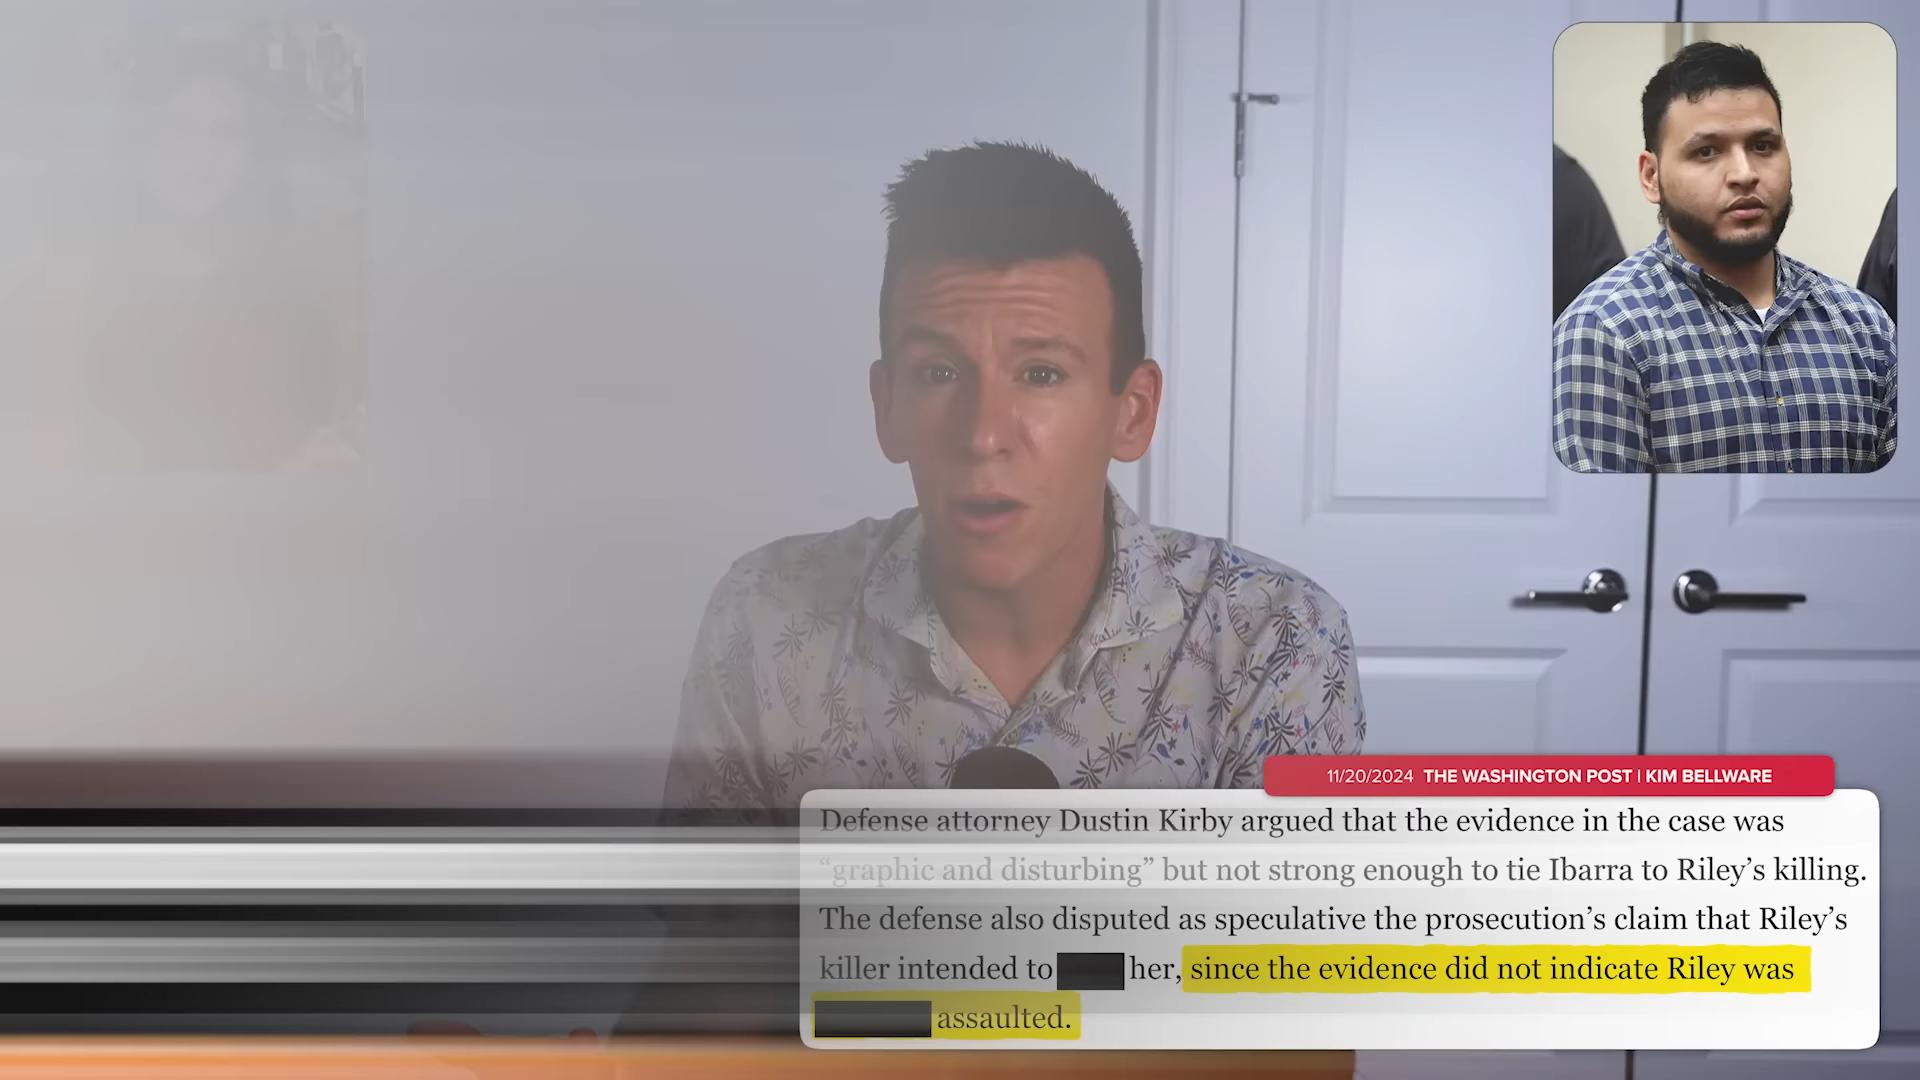 11/20/2024 THE WASHINGTON POST | KIM BELLWARE
Defense attorney Dustin Kirby argued that the evidence in the case was
“graphic and disturbing” but not strong enough to tie Ibarra to Riley’s killing.
The defense also disputed as speculative the prosecution’s claim that Riley’s
killer intended to her, since the evidence did not indicate Riley was
assaulted.